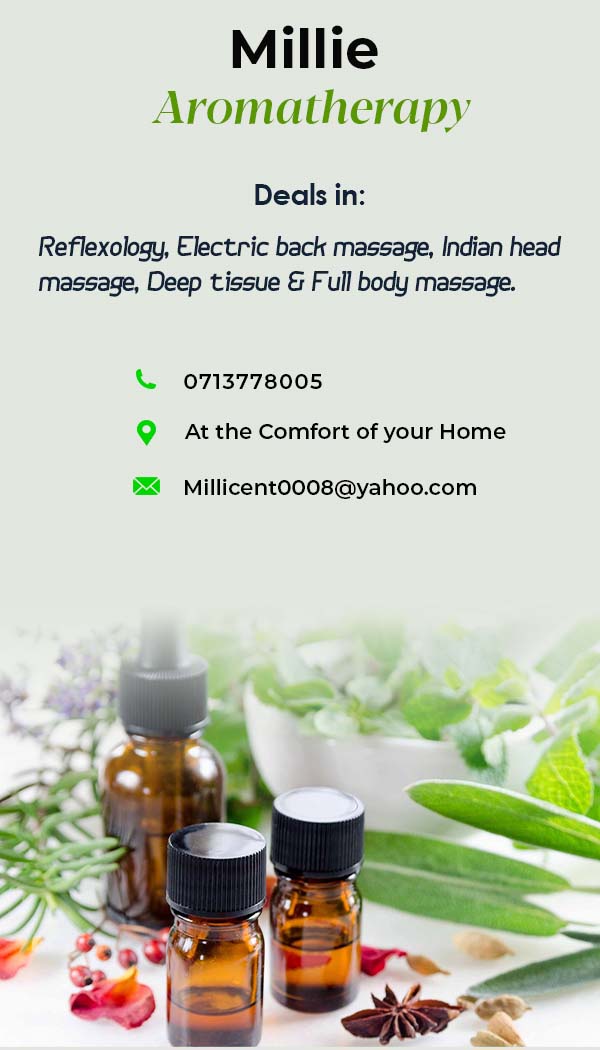 Millie
Aromatherapy
Deals in:
Reflexology, Electric back massage, Indian head
massage, Deep tissue & Full body massage.
0713778005
At the Comfort of your Home
Millicent0008@yahoo.com